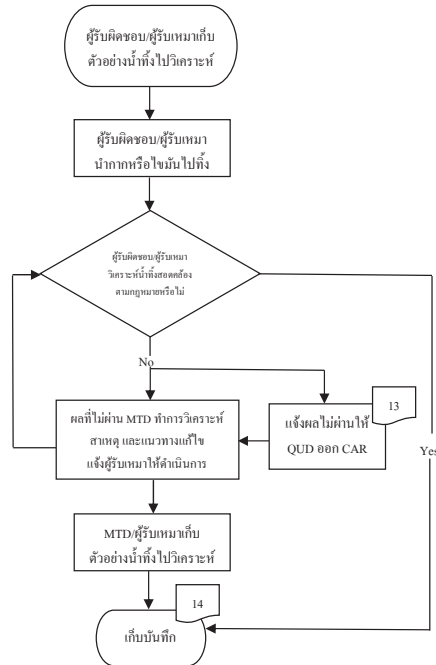 ผู้รับผิดชอบ/ผู้รับเหมาเก็บ
ตัวอย่างน้ำทิ้งไปวิเคราะห์
ผู้รับผิดชอบ/ผู้รับเหมา
นำกากหรือไขมันไปทิ้ง
ผู้รับผิดชอบ/ผู้รับเหมา
วิเคราะห์น้ำทิ้งสอดคล้อง
ตามกฎหมายหรือไม่
No
13
ผลที่ไม่ผ่าน MTD ทำการวิเคราะห์
สาเหตุ และแนวทางแก้ไข
แจ้งผู้รับเหมาให้ดำเนินการ
แจ้งผลไม่ผ่านให้
QUD ออก CAR
Yes
MTD/ผู้รับเหมาเก็บ
ตัวอย่างน้ำทิ้งไปวิเคราะห์
14
เก็บบันทึก